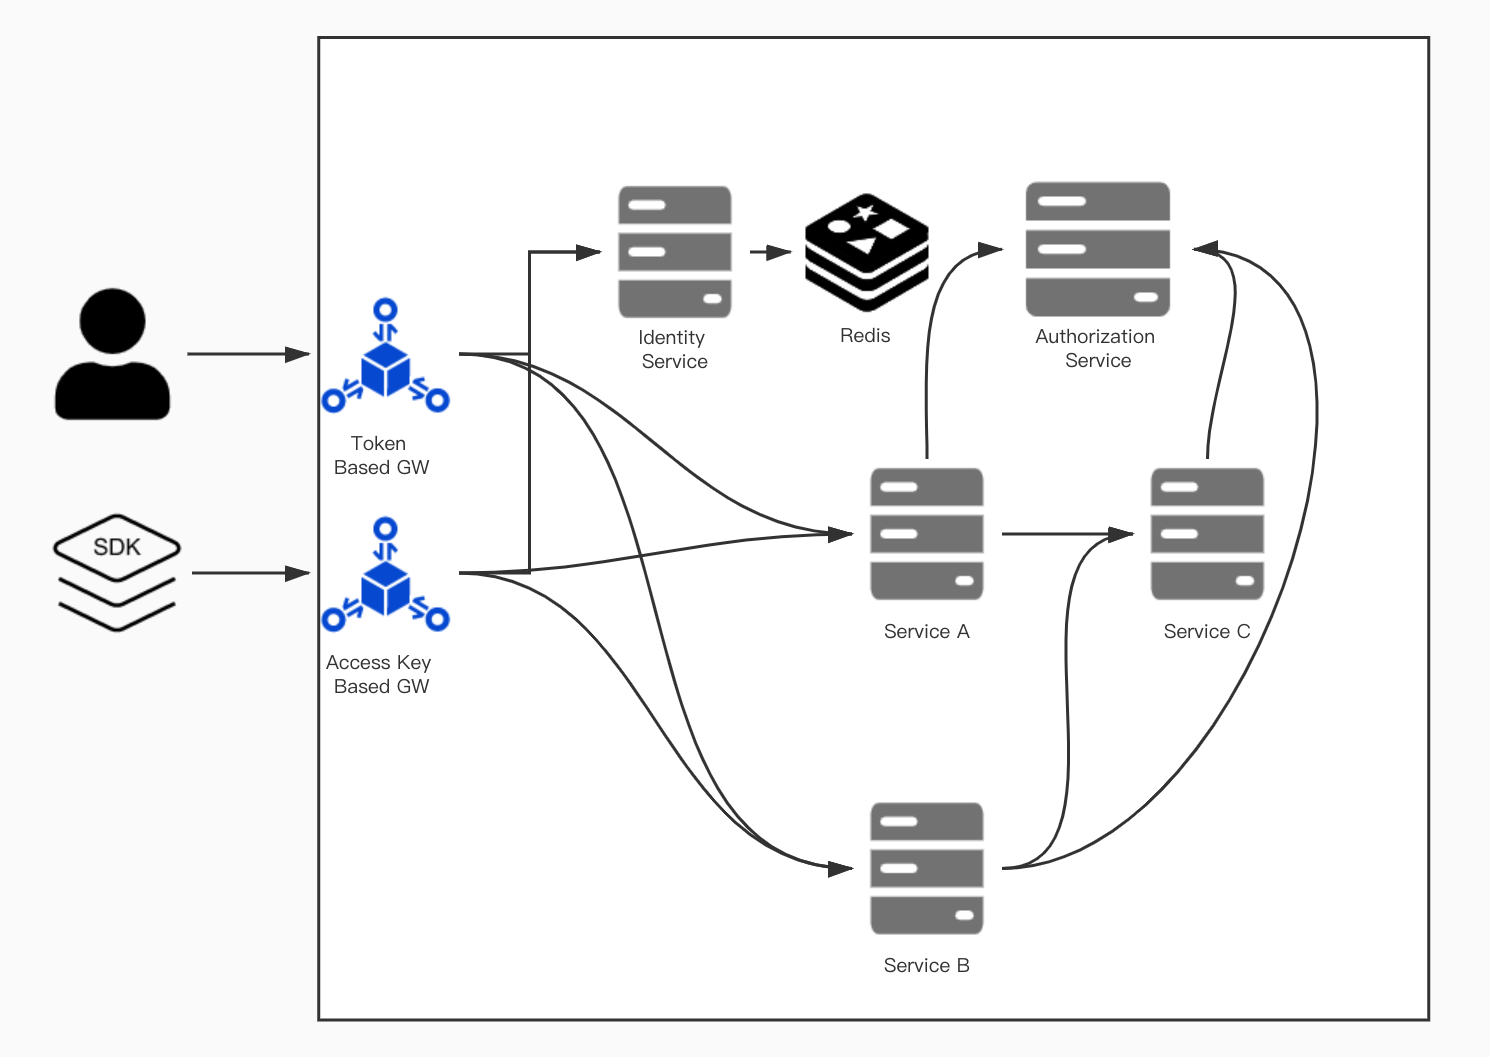 Identity
Service
Redis
Authorization
Service
Token
Based GW
SDK
Access Key
Based GW
Service A
Service C
Service B